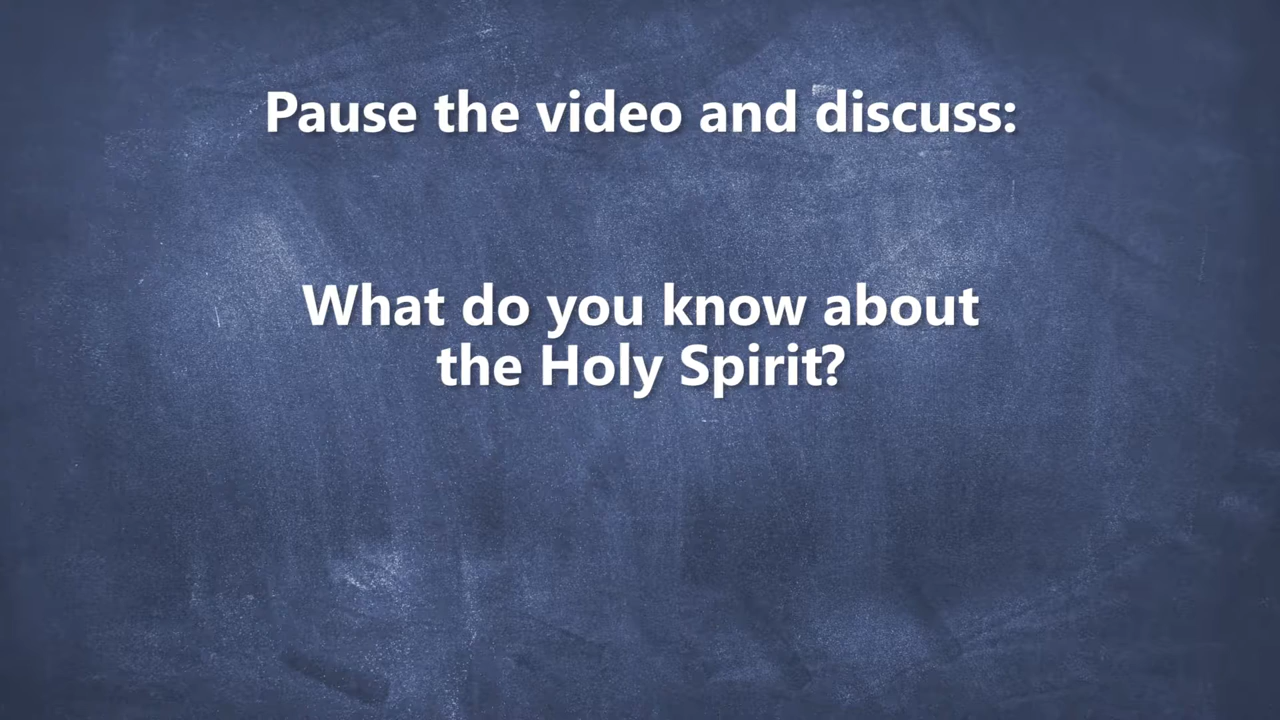 Pause the video and discuss:
What do you know about
the Holy Spirit?